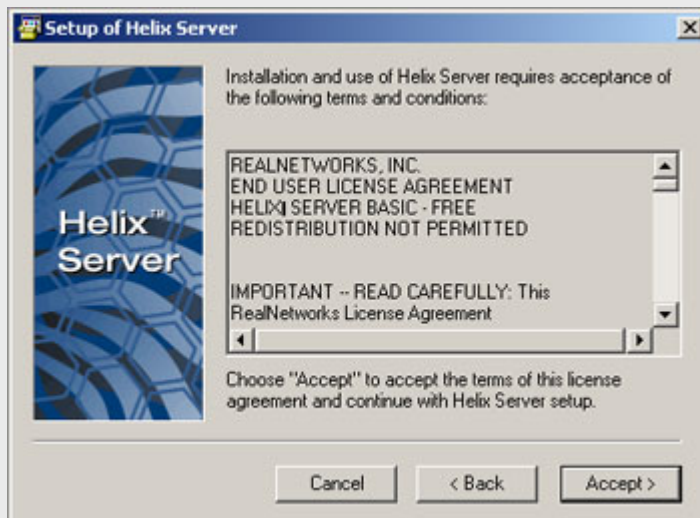 Setup of Helix Server
Installation and use of Helix Server requires acceptance of
the following terms and conditions:
REALNETWORKS, INC.
END USER LICENSE AGREEMENT
HELIX| SERVER BASIC - FREE
REDISTRIBUTION NOT PERMITTED
IMPORTANT -- READ CAREFULLY: This
RealNetworks License Agreement
Helix™
Server
Choose "Accept" to accept the terms of this license
agreement and continue with Helix Server setup.
Cancel
< Back
Accept >